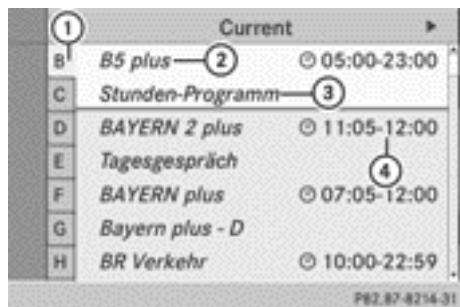 ① Current ►
B B5 plus ② 05:00-23:00
C Stunden-Programm ③
D BAYERN 2 plus 11:05-12:00
E Tagesgespräch ④
F BAYERN plus 07:05-12:00
G Bayern plus - D
H BR Verkehr 10:00-22:59
P82.87-8214-31